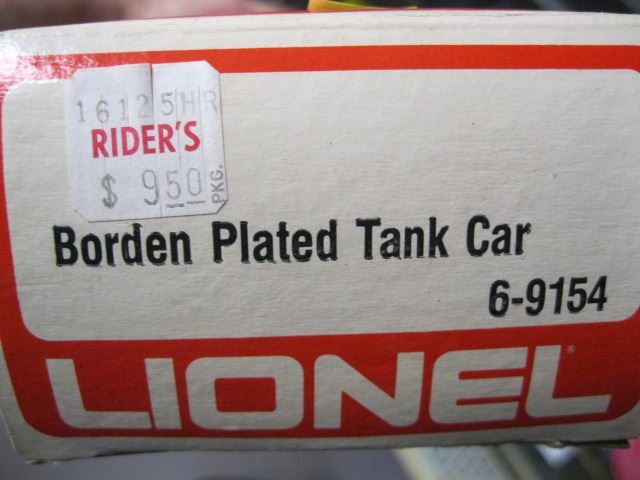 16125HR
RIDER'S
$ 950 PKG.
Borden Plated Tank Car
6-9154
LIONEL®